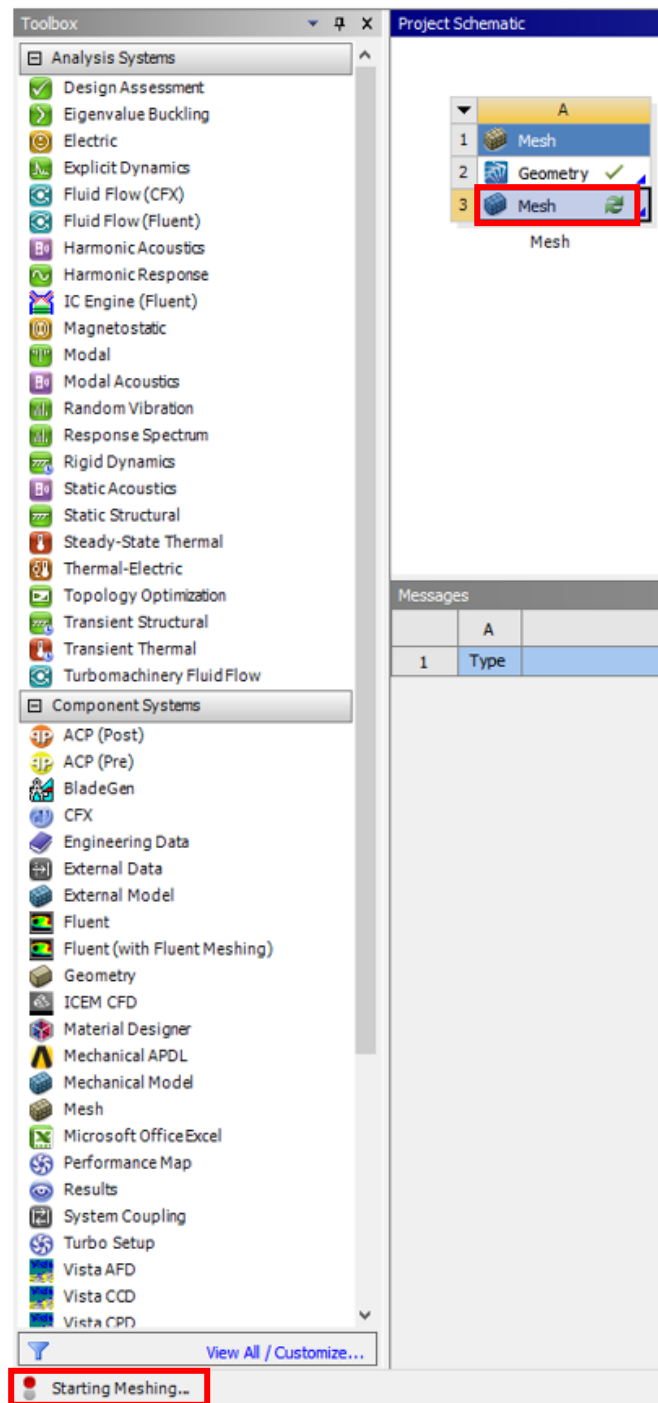 Toolbox
Analysis Systems
Design Assessment
Eigenvalue Buckling
Electric
Explicit Dynamics
Fluid Flow (CFX)
Fluid Flow (Fluent)
Harmonic Acoustics
Harmonic Response
IC Engine (Fluent)
Magnetostatic
Modal
Modal Acoustics
Random Vibration
Response Spectrum
Rigid Dynamics
Static Acoustics
Static Structural
Steady-State Thermal
Thermal-Electric
Topology Optimization
Transient Structural
Transient Thermal
Turbomachinery Fluid Flow
Component Systems
ACP (Post)
ACP (Pre)
BladeGen
CFX
Engineering Data
External Data
External Model
Fluent
Fluent (with Fluent Meshing)
Geometry
ICEM CFD
Material Designer
Mechanical APDL
Mechanical Model
Mesh
Microsoft Office Excel
Performance Map
Results
System Coupling
Turbo Setup
Vista AFD
Vista CCD
Vista CPD
View All / Customize...
Starting Meshing...
Project Schematic
A
1 Mesh
2 Geometry
3 Mesh
Mesh
Messages
A
1 Type